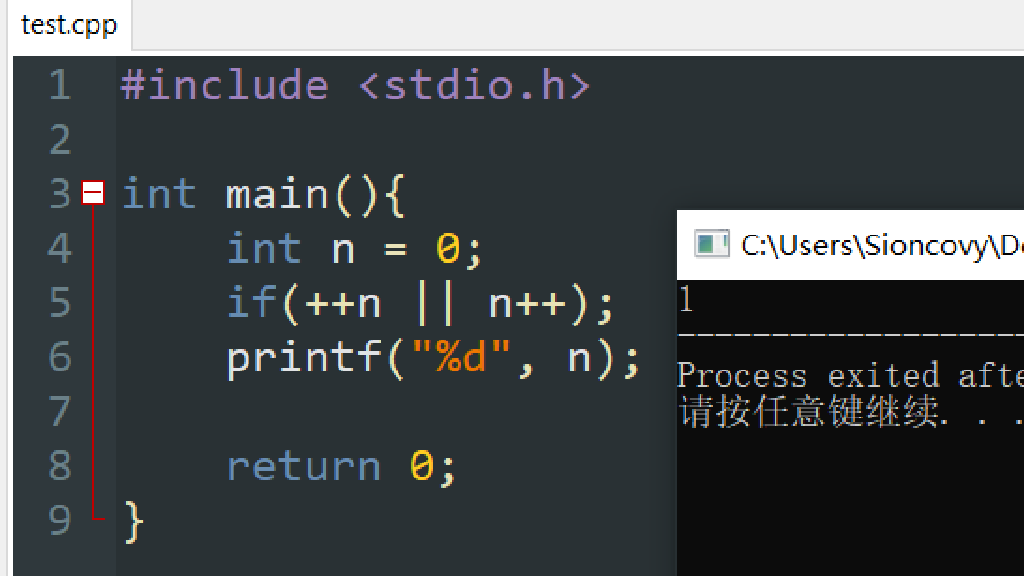 test.cpp
1 #include <stdio.h>
2
3 int main(){
4 int n = 0;
5 if(++n || n++);
6 printf("%d", n);
7
8 return 0;
9 }
C:\Users\Sioncovy\De
1
--------------------
Process exited afte
请按任意键继续. . .